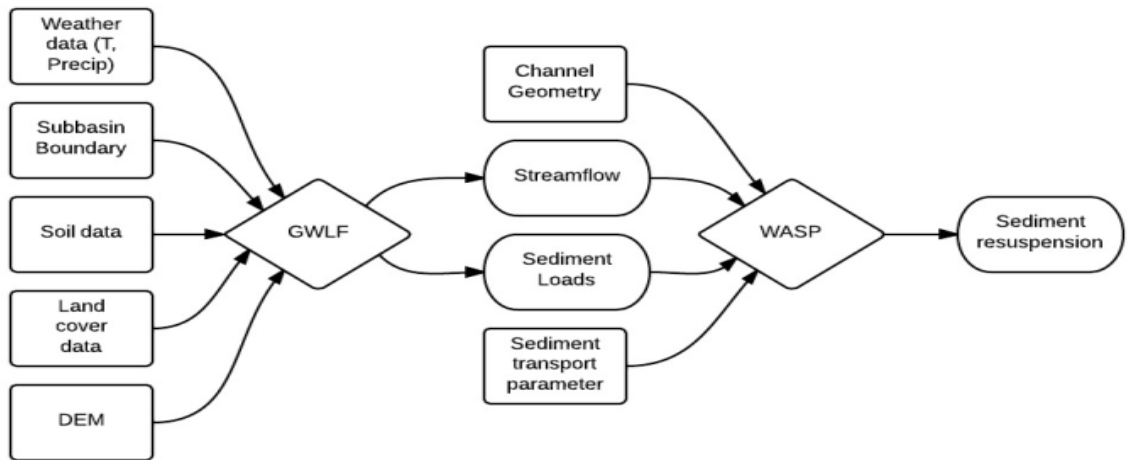 Weather
data (T,
Precip)
Subbasin
Boundary
Soil data
Land
cover
data
DEM
GWLF
Channel
Geometry
Streamflow
Sediment
Loads
Sediment
transport
parameter
WASP
Sediment
resuspension